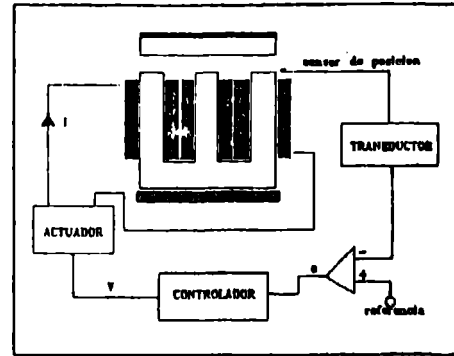 sensor de posicion
I
TRANSDUCTOR
ACTUADOR
-
e
+
V
CONTROLADOR
referencia